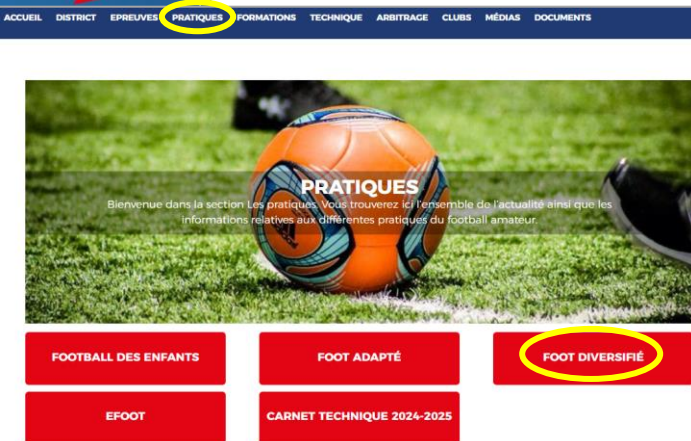 ACCUEIL DISTRICT EPREUVES PRATIQUES FORMATIONS TECHNIQUE ARBITRAGE CLUBS MÉDIAS DOCUMENTS
PRATIQUES
Bienvenue dans la section Les pratiques. Vous trouverez ici l'ensemble de l'actualité ainsi que les
informations relatives aux différentes pratiques du football amateur.
FOOTBALL DES ENFANTS FOOT ADAPTÉ FOOT DIVERSIFIÉ
EFOOT CARNET TECHNIQUE 2024-2025